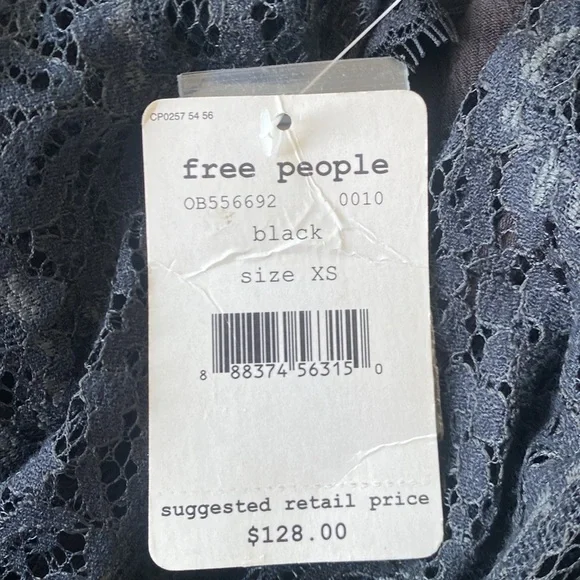 CP0257 54 56
free people
OB556692 0010
black
size XS
8 88374 56315 0
suggested retail price
$128.00